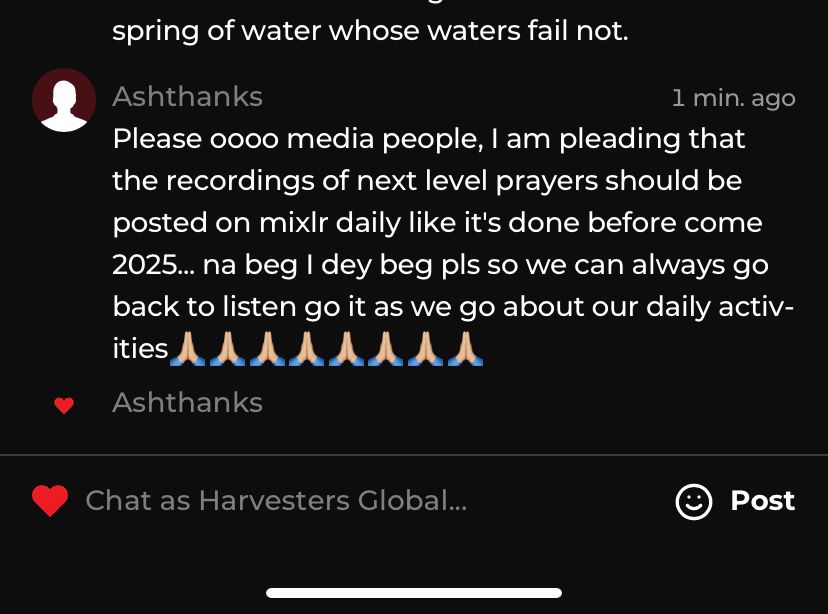 spring of water whose waters fail not.
Ashthanks
1 min. ago
Please oooo media people, I am pleading that
the recordings of next level prayers should be
posted on mixlr daily like it's done before come
2025... na beg I dey beg pls so we can always go
back to listen go it as we go about our daily activ-
ities🙏🏼🙏🏼🙏🏼🙏🏼🙏🏼🙏🏼🙏🏼🙏🏼
Ashthanks
Chat as Harvesters Global...
Post